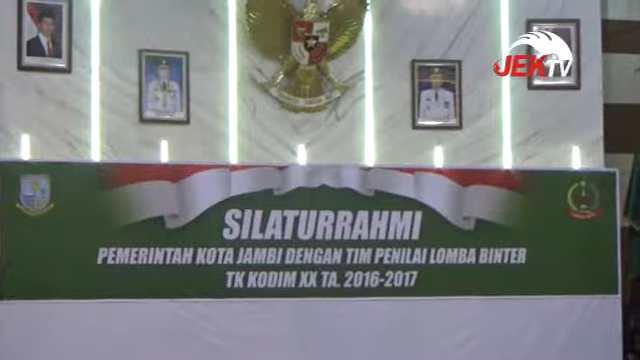 JEKTV
SILATURRAHMI
PEMERINTAH KOTA JAMBI DENGAN TIM PENILAI LOMBA BINTER
TK KODIM XX TA. 2016-2017